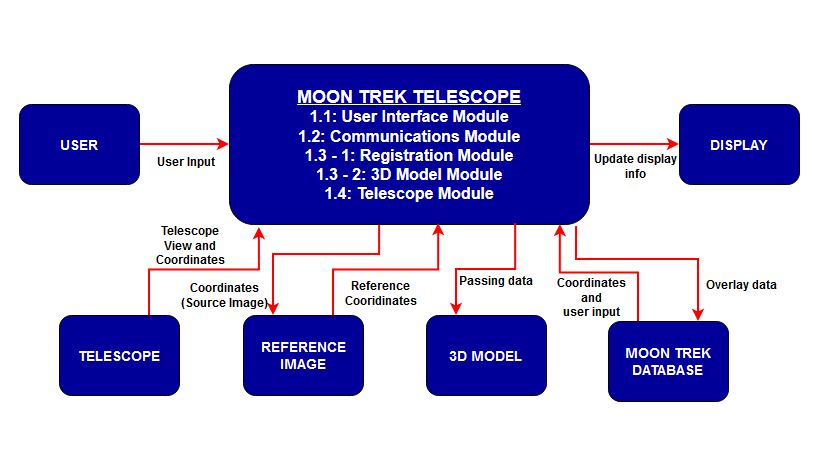 MOON TREK TELESCOPE
1.1: User Interface Module
1.2: Communications Module
1.3 - 1: Registration Module
1.3 - 2: 3D Model Module
1.4: Telescope Module
USER
User Input
DISPLAY
Update display
info
Telescope
View and
Coordinates
Coordinates
(Source Image)
Reference
Cooridinates
Passing data
Coordinates
and
user input
Overlay data
TELESCOPE
REFERENCE
IMAGE
3D MODEL
MOON TREK
DATABASE